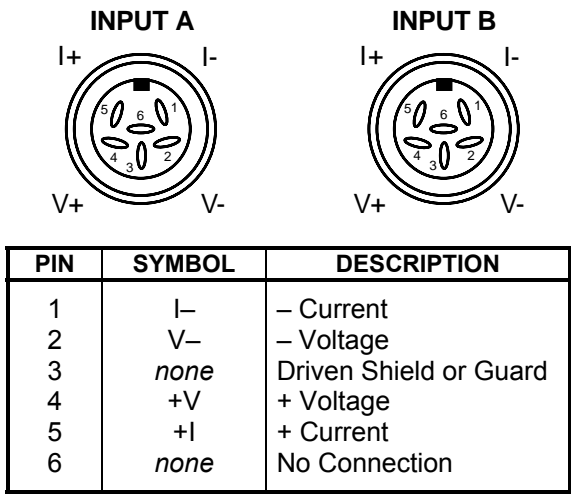 INPUT A INPUT B
I+ I- I+ I-
5 6 1 5 6 1
4 3 2 4 3 2
V+ V- V+ V-
PIN SYMBOL DESCRIPTION
1 I– – Current
2 V– – Voltage
3 none Driven Shield or Guard
4 +V + Voltage
5 +I + Current
6 none No Connection